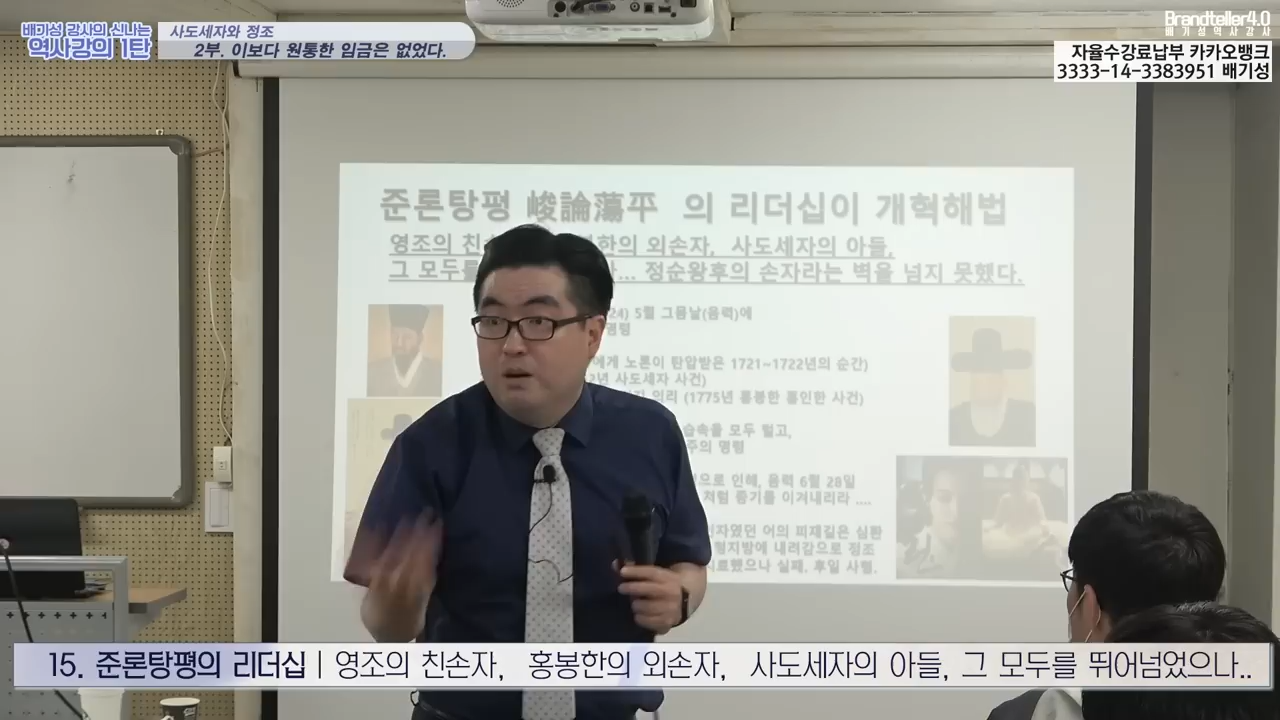 배기성 강사의 신나는
역사강의 1탄
사도세자와 정조
2부. 이보다 원통한 임금은 없었다.
Brandteller4.0
배기성역사강사
자율수강료납부 카카오뱅크
3333-14-3383951 배기성
준론탕평 峻論蕩平 의 리더십이 개혁해법
영조의 친손 한의 외손자, 사도세자의 아들,
그 모두를 정순왕후의 손자라는 벽을 넘지 못했다.
24) 5월 그믐날(음력)에
명령
에게 노론이 탄압받은 1721~1722년의 순간)
2년 사도세자 사건)
의리 (1775년 홍봉한 홍인한 사건)
습속을 모두 털고,
주의 명령
으로 인해, 음력 6월 28일
처럼 종기를 이겨내리라 ....
자였던 어의 피재길은 심환
지방에 내려감으로 정조
료했으나 실패. 후일 사형.
15. 준론탕평의 리더십 | 영조의 친손자, 홍봉한의 외손자, 사도세자의 아들, 그 모두를 뛰어넘었으나..